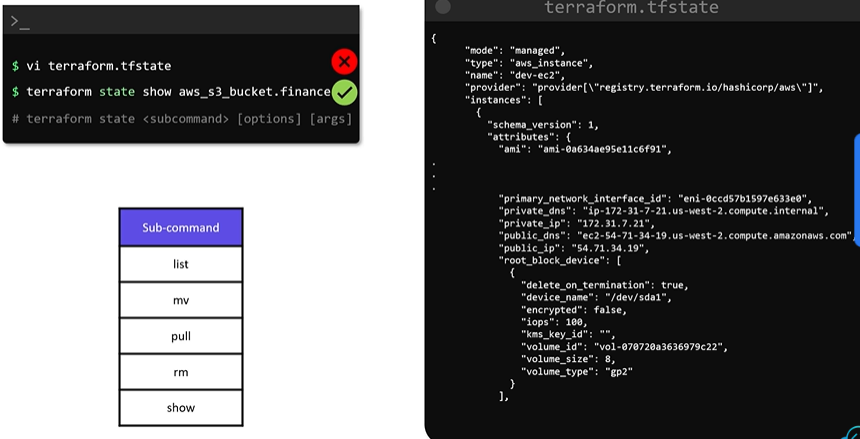 >_
$ vi terraform.tfstate
$ terraform state show aws_s3_bucket.finance
# terraform state <subcommand> [options] [args]
Sub-command
list
mv
pull
rm
show
terraform.tfstate
{
"mode": "managed",
"type": "aws_instance",
"name": "dev-ec2",
"provider": "provider[\"registry.terraform.io/hashicorp/aws\"]",
"instances": [
{
"schema_version": 1,
"attributes": {
"ami": "ami-0a634ae95e11c6f91",
.
.
.
"primary_network_interface_id": "eni-0ccd57b1597e633e0",
"private_dns": "ip-172-31-7-21.us-west-2.compute.internal",
"private_ip": "172.31.7.21",
"public_dns": "ec2-54-71-34-19.us-west-2.compute.amazonaws.com",
"public_ip": "54.71.34.19",
"root_block_device": [
{
"delete_on_termination": true,
"device_name": "/dev/sda1",
"encrypted": false,
"iops": 100,
"kms_key_id": "",
"volume_id": "vol-070720a3636979c22",
"volume_size": 8,
"volume_type": "gp2"
}
],